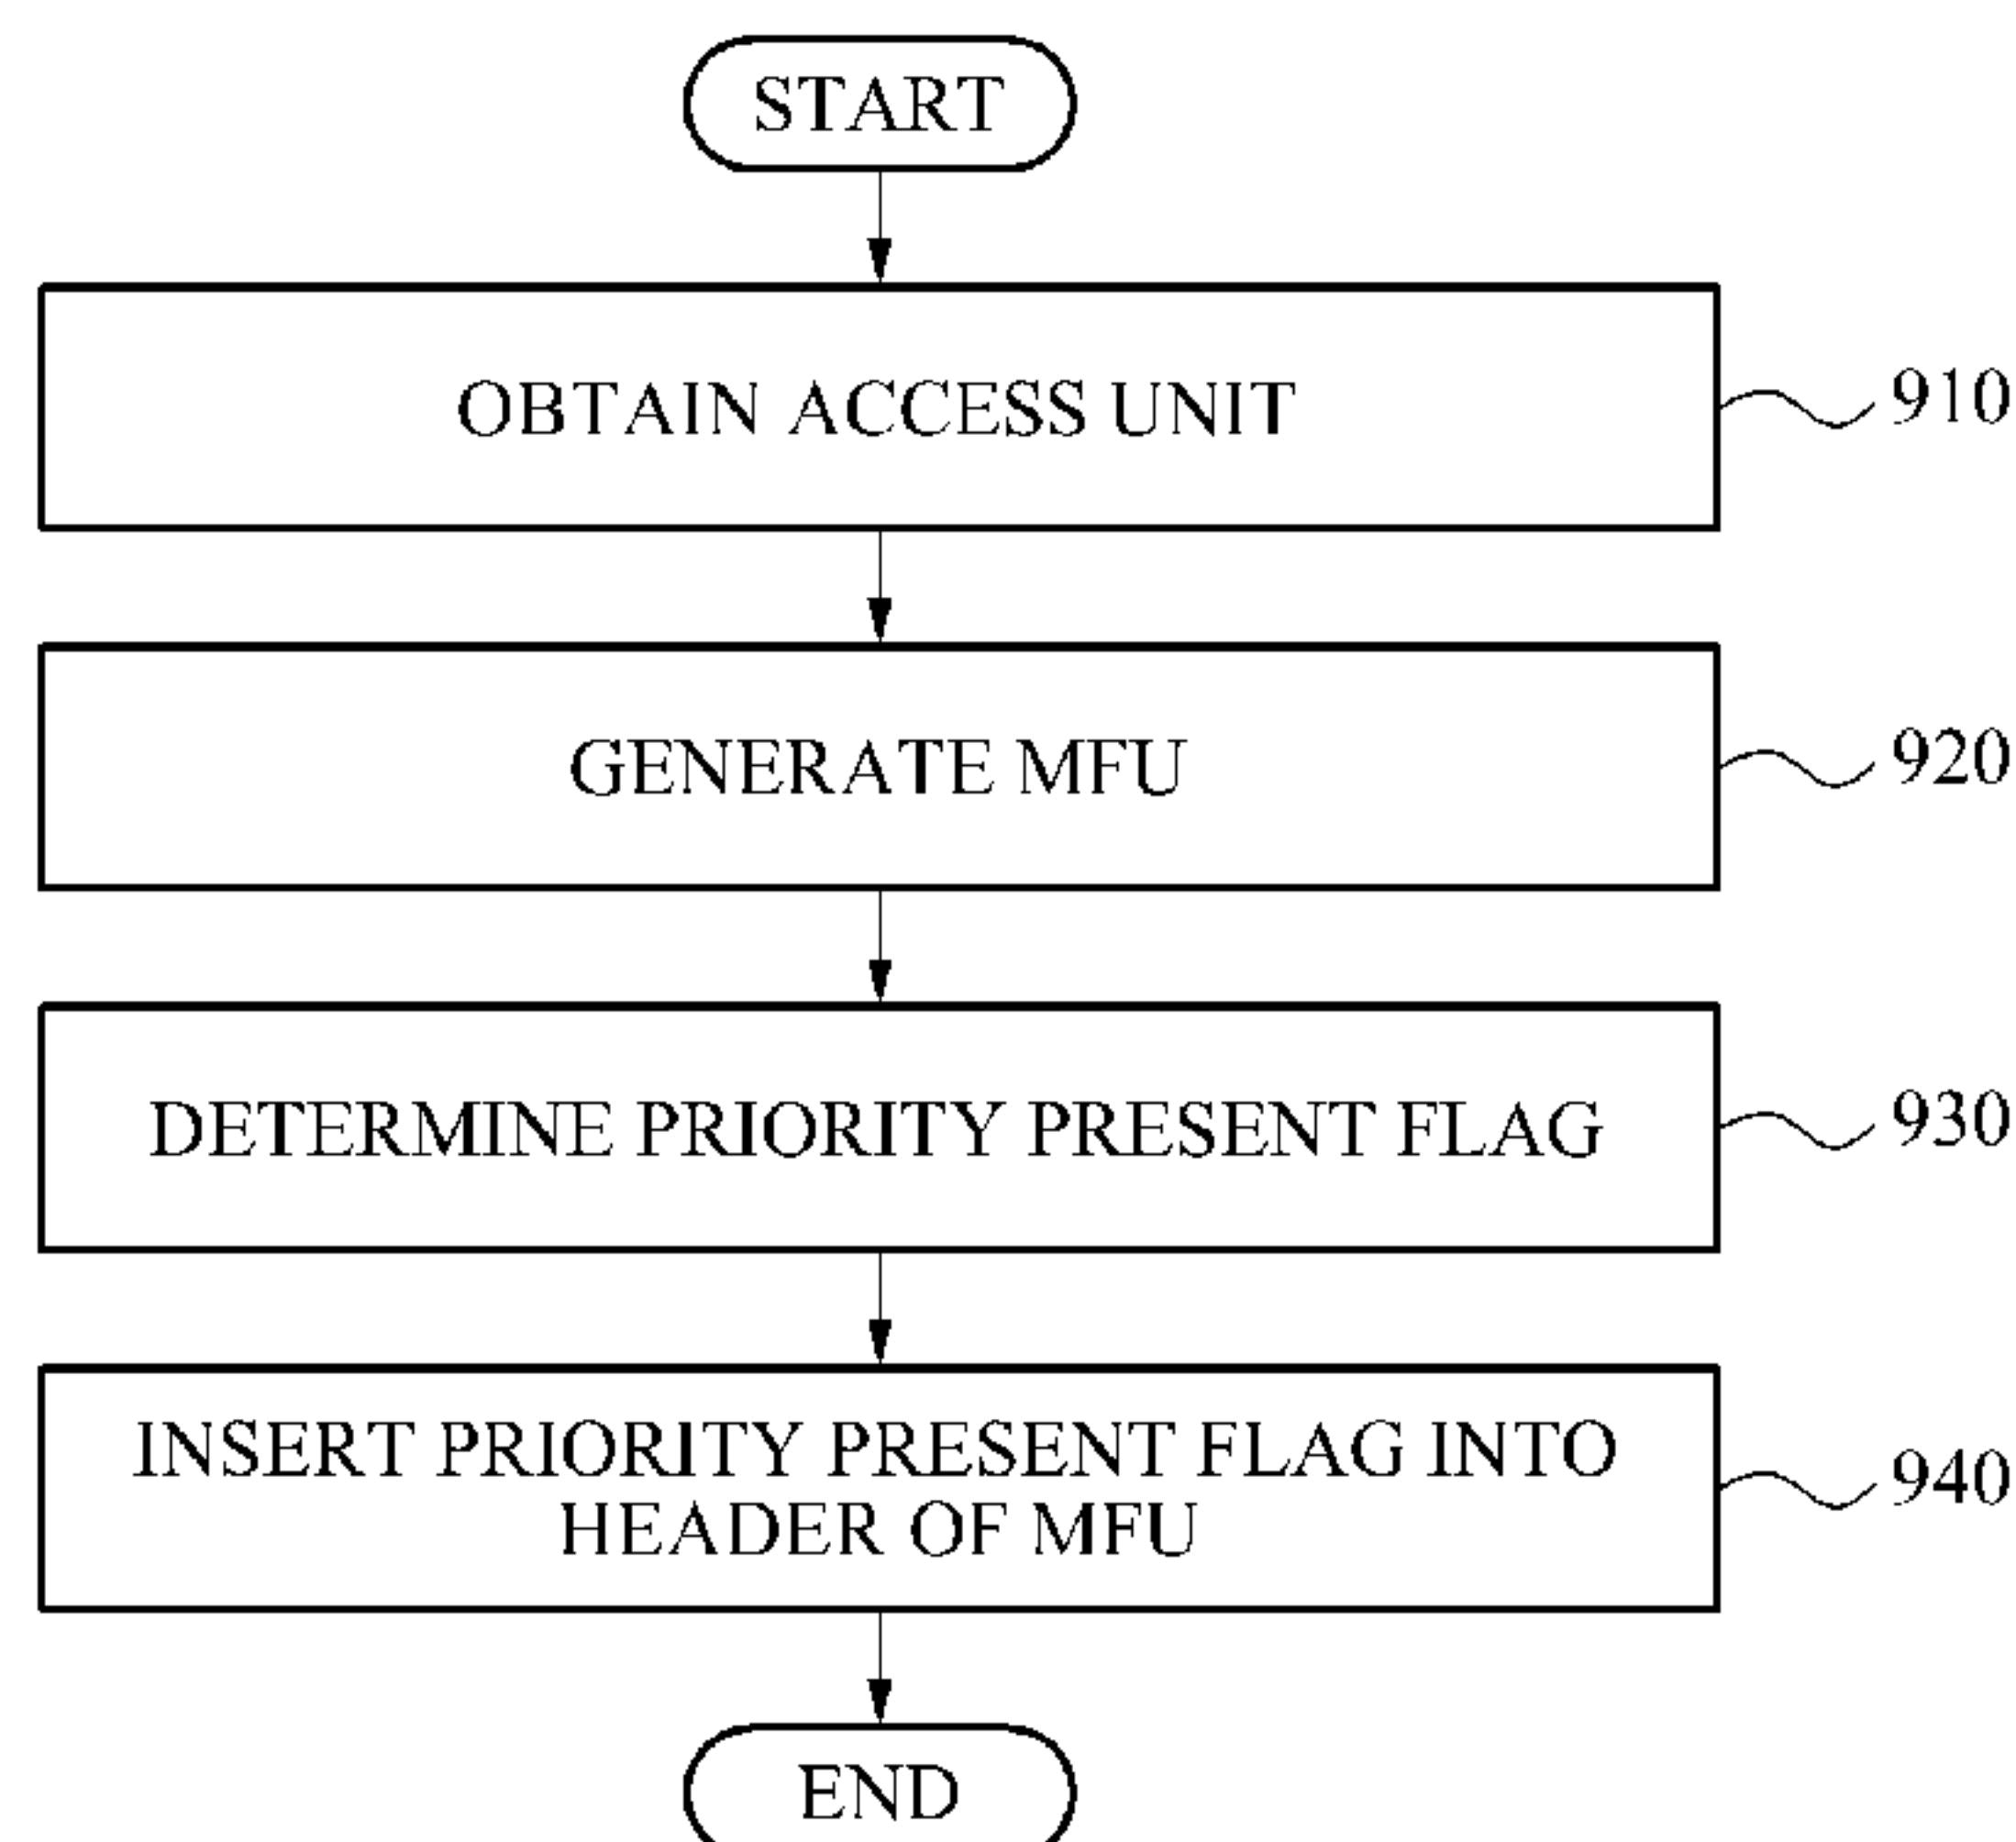 START
OBTAIN ACCESS UNIT
910
GENERATE MFU
920
DETERMINE PRIORITY PRESENT FLAG
930
INSERT PRIORITY PRESENT FLAG INTO
HEADER OF MFU
940
END